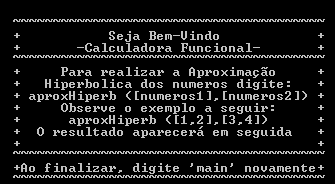 ~~~~~~~~~~~~~~~~~~~~~~~~~~~~~~~~~~~~~~~~
+ Seja Bem-Vindo +
+ -Calculadora Funcional- +
~~~~~~~~~~~~~~~~~~~~~~~~~~~~~~~~~~~~~~~~
+ Para realizar a Aproximação +
+ Hiperbolica dos numeros digite: +
+ aproxHiperb ([numeros1],[numeros2]) +
+ Observe o exemplo a seguir: +
+ aproxHiperb ([1,2],[3,4]) +
+ O resultado aparecerá em seguida +
+ +
~~~~~~~~~~~~~~~~~~~~~~~~~~~~~~~~~~~~~~~~
+Ao finalizar, digite 'main' novamente+
~~~~~~~~~~~~~~~~~~~~~~~~~~~~~~~~~~~~~~~~